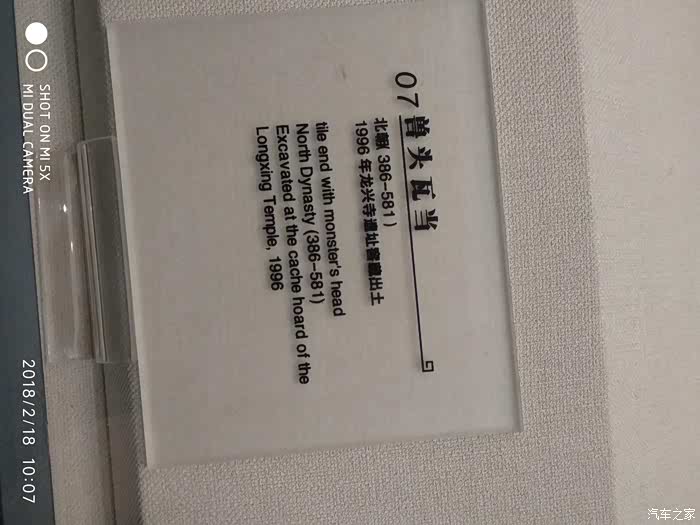 07 兽头瓦当
北朝( 386-581 )
1996 年龙兴寺遗址窖藏出土
tile end with monster's head
North Dynasty (386-581)
Excavated at the cache hoard of the
Longxing Temple, 1996
SHOT ON MI 5X
MI DUAL CAMERA
2018/2/18 10:07
汽车之家